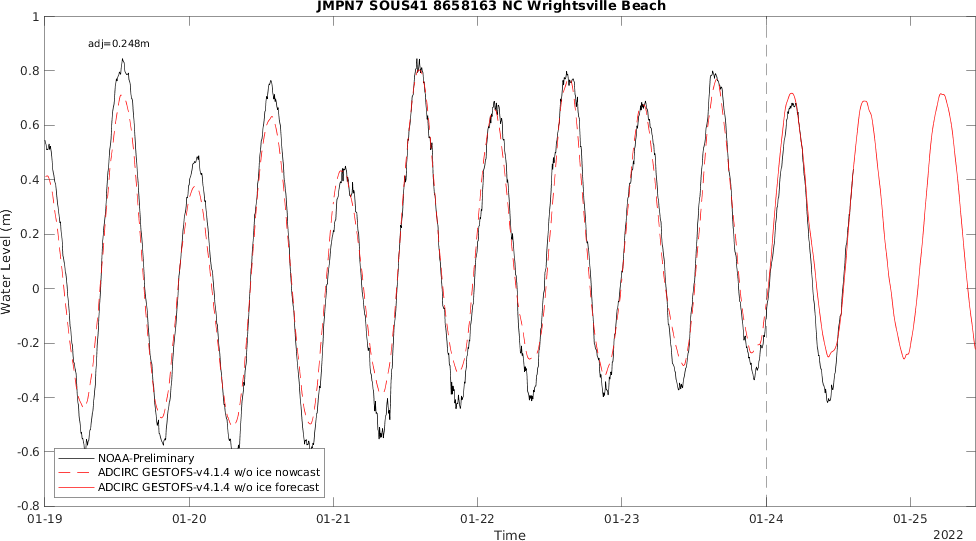 JMPN7 SOUS41 8658163 NC Wrightsville Beach
adj=0.248m
1
0.8
0.6
0.4
0.2
0
-0.2
-0.4
-0.6
-0.8
Water Level (m)
NOAA-Preliminary
ADCIRC GESTOFS-v4.1.4 w/o ice nowcast
ADCIRC GESTOFS-v4.1.4 w/o ice forecast
01-19 01-20 01-21 01-22 01-23 01-24 01-25
Time
2022